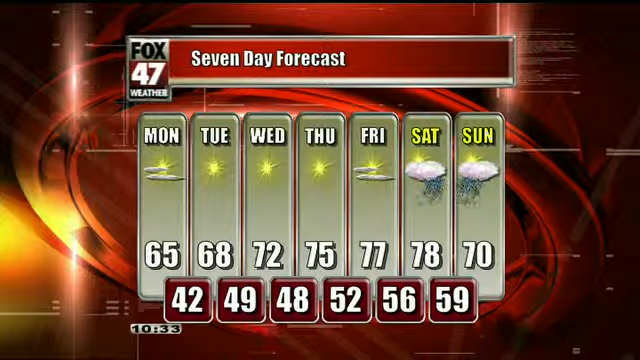 FOX
47
WEATHER
Seven Day Forecast
MON TUE WED THU FRI SAT SUN
65 68 72 75 77 78 70
42 49 48 52 56 59
10:33